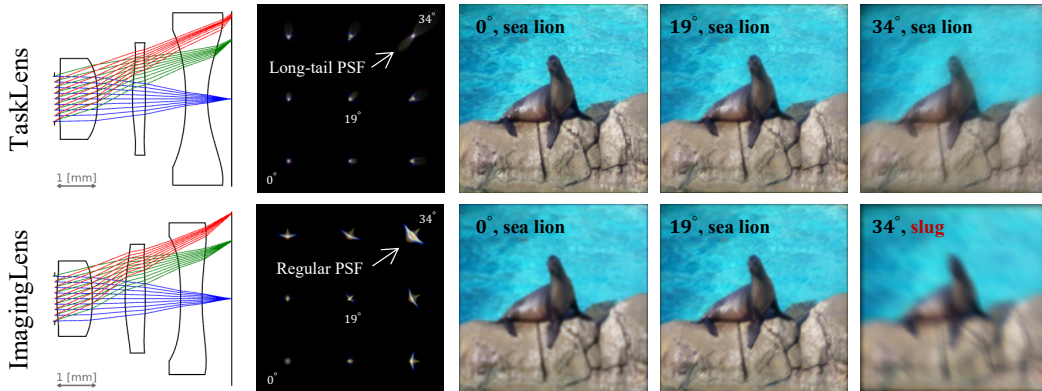 TaskLens
1 [mm]
34°
Long-tail PSF
19°
0°
0°, sea lion
19°, sea lion
34°, sea lion
ImagingLens
1 [mm]
34°
Regular PSF
19°
0°
0°, sea lion
19°, sea lion
34°, slug